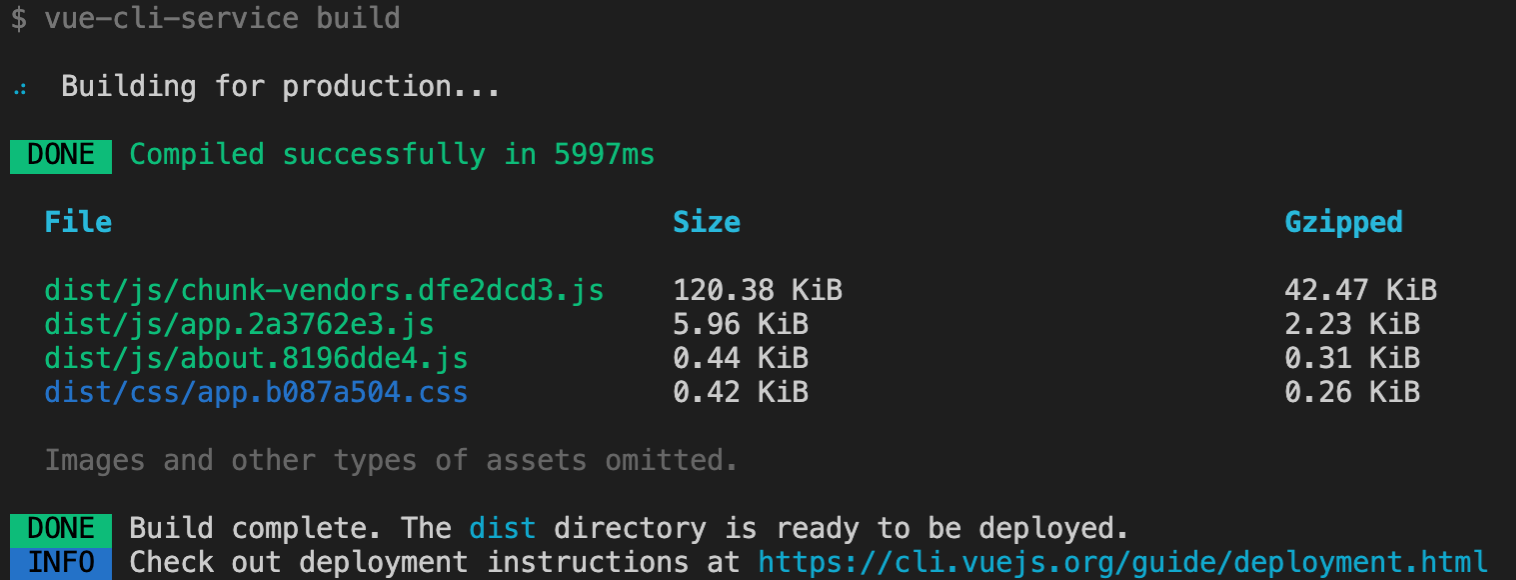 $ vue-cli-service build
Building for production...
DONE Compiled successfully in 5997ms
File Size Gzipped
dist/js/chunk-vendors.dfe2dcd3.js 120.38 KiB 42.47 KiB
dist/js/app.2a3762e3.js 5.96 KiB 2.23 KiB
dist/js/about.8196dde4.js 0.44 KiB 0.31 KiB
dist/css/app.b087a504.css 0.42 KiB 0.26 KiB
Images and other types of assets omitted.
DONE Build complete. The dist directory is ready to be deployed.
INFO Check out deployment instructions at https://cli.vuejs.org/guide/deployment.html